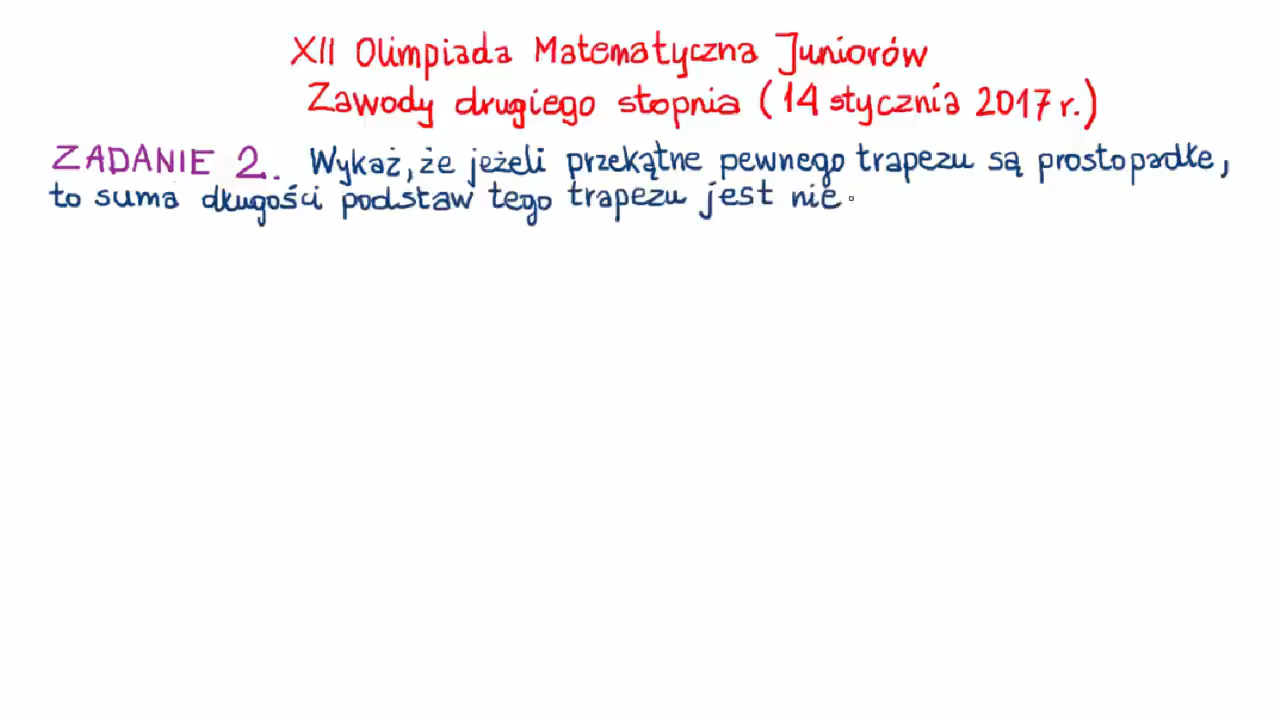 XII Olimpiada Matematyczna Juniorów
Zawody drugiego stopnia (14 stycznia 2017 r.)
ZADANIE 2. Wykaż, że jeżeli przekątne pewnego trapezu są prostopadłe,
to suma długości podstaw tego trapezu jest nie